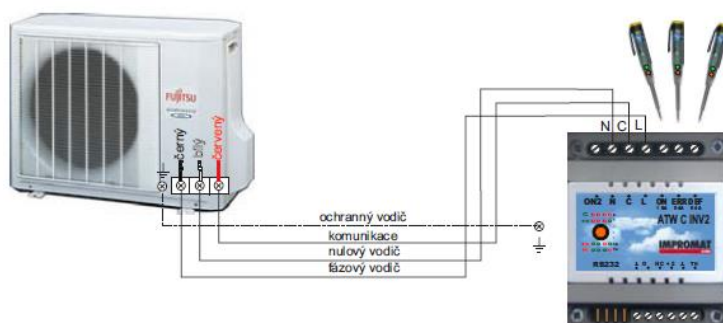 FUJITSU
černý
bílý
červený
N C L
ochranný vodič
komunikace
nulový vodič
fázový vodič
ON2 N C L ON ERR DEF
ATW C INV2
IMPROMAT
RS232